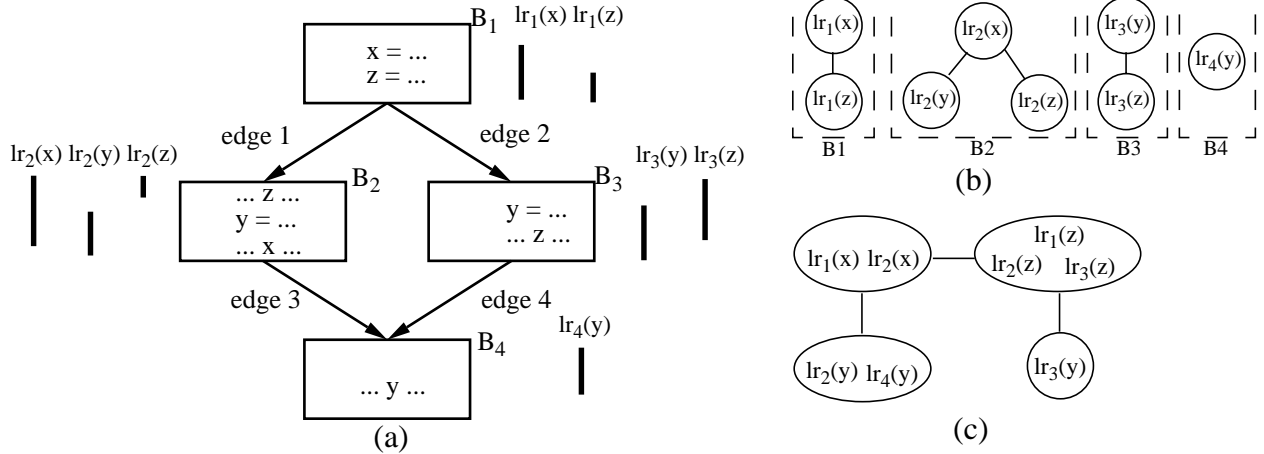 B1
lr1(x) lr1(z)
x = ...
z = ...
edge 1
edge 2
lr2(x) lr2(y) lr2(z)
B2
... z ...
y = ...
... x ...
B3
lr3(y) lr3(z)
y = ...
... z ...
edge 3
edge 4
B4
lr4(y)
... y ...
(a)
lr1(x)
lr1(z)
B1
lr2(x)
lr2(y)
lr2(z)
B2
lr3(y)
lr3(z)
B3
lr4(y)
B4
(b)
lr1(x) lr2(x)
lr1(z)
lr2(z) lr3(z)
lr2(y) lr4(y)
lr3(y)
(c)